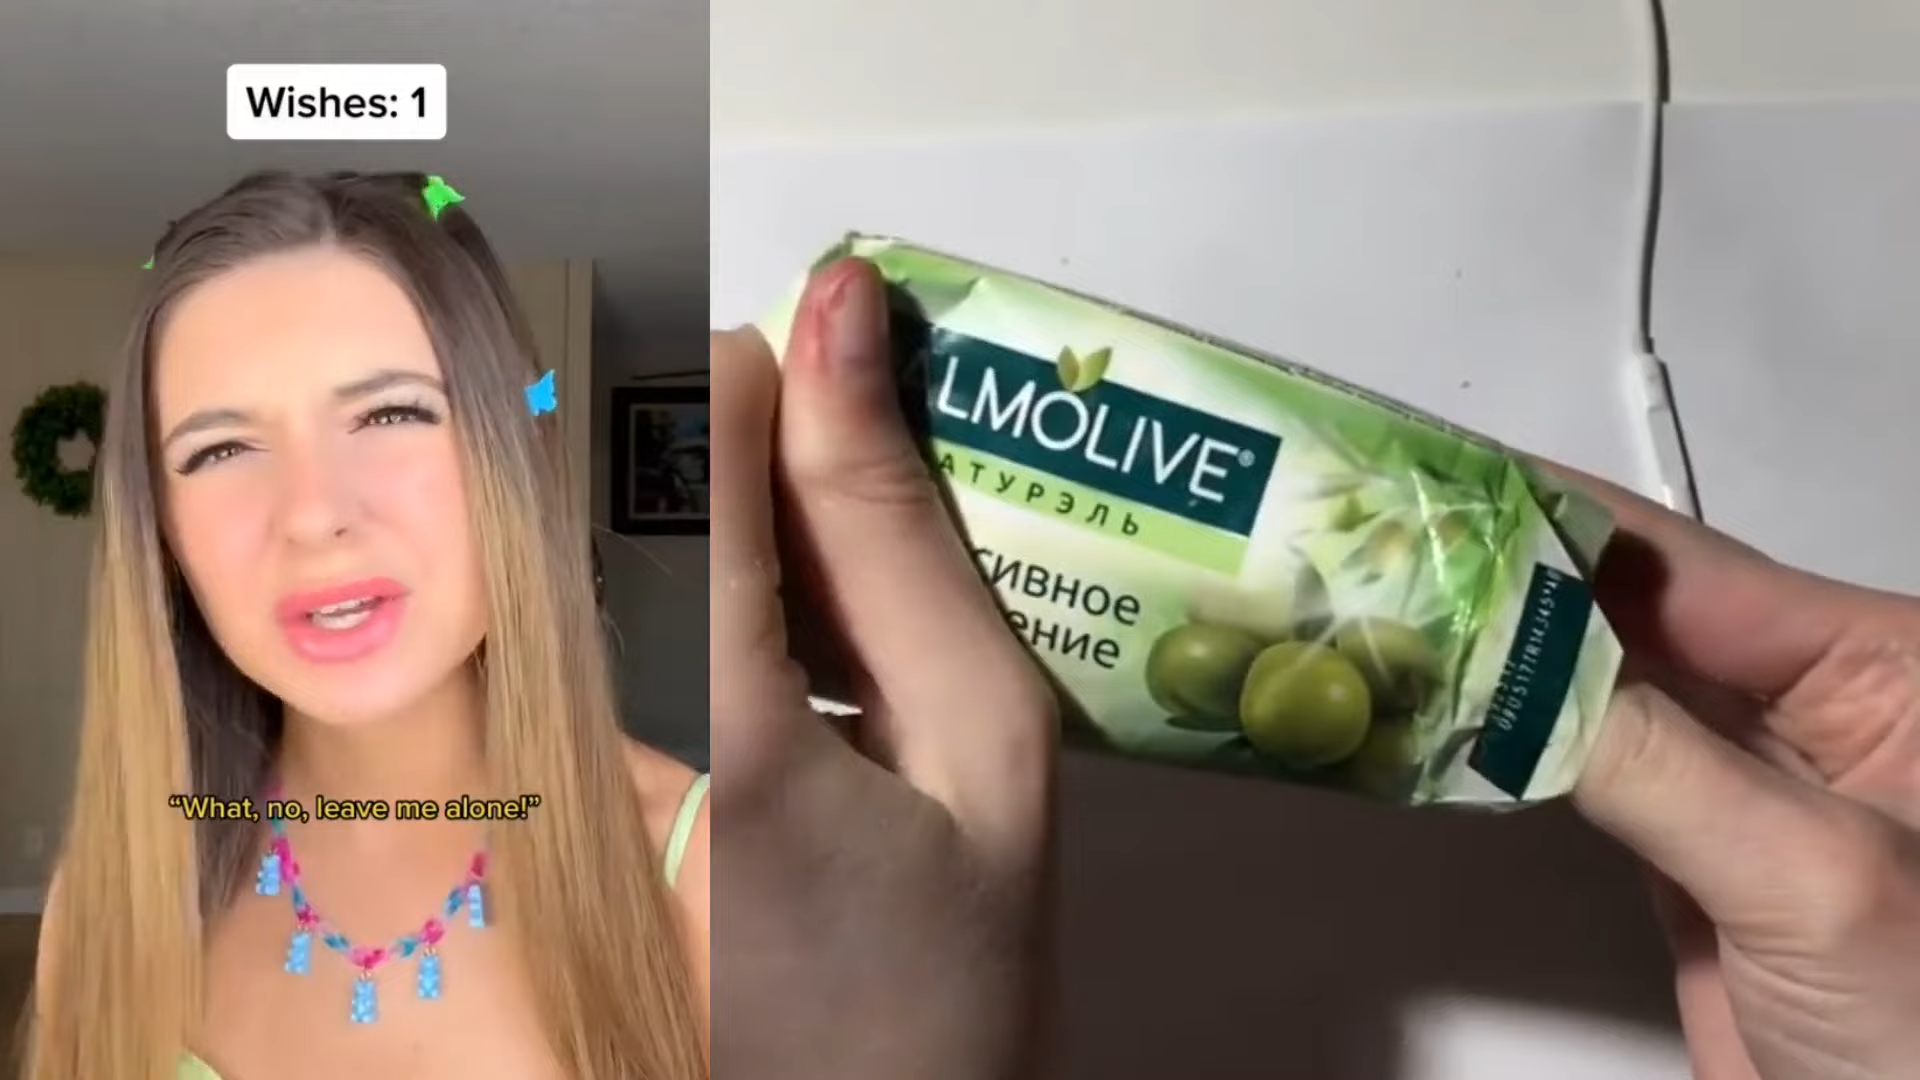 Wishes: 1
“What, no, leave me alone!”
LMOLIVE®
АТУРЭЛЬ
СИВНОЕ
ЕНИЕ